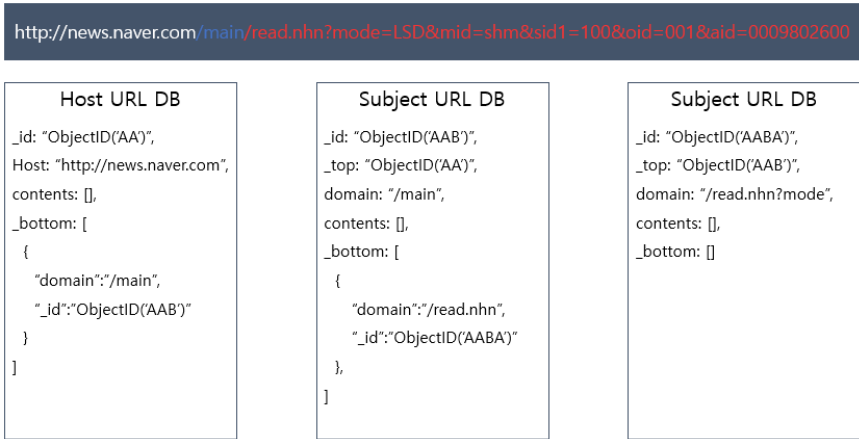 http://news.naver.com/main/read.nhn?mode=LSD&mid=shm&sid1=100&oid=001&aid=0009802600
Host URL DB
_id: “ObjectID(‘AA’)”,
Host: “http://news.naver.com”,
contents: [],
_bottom: [
{
“domain”:”/main”,
“_id”:”ObjectID(‘AAB’)”
}
]
Subject URL DB
_id: “ObjectID(‘AAB’)”,
_top: “ObjectID(‘AA’)”,
domain: “/main”,
contents: [],
_bottom: [
{
“domain”:”/read.nhn”,
“_id”:”ObjectID(‘AABA’)”
},
]
Subject URL DB
_id: “ObjectID(‘AABA’)”,
_top: “ObjectID(‘AAB’)”,
domain: “/read.nhn?mode”,
contents: [],
_bottom: []